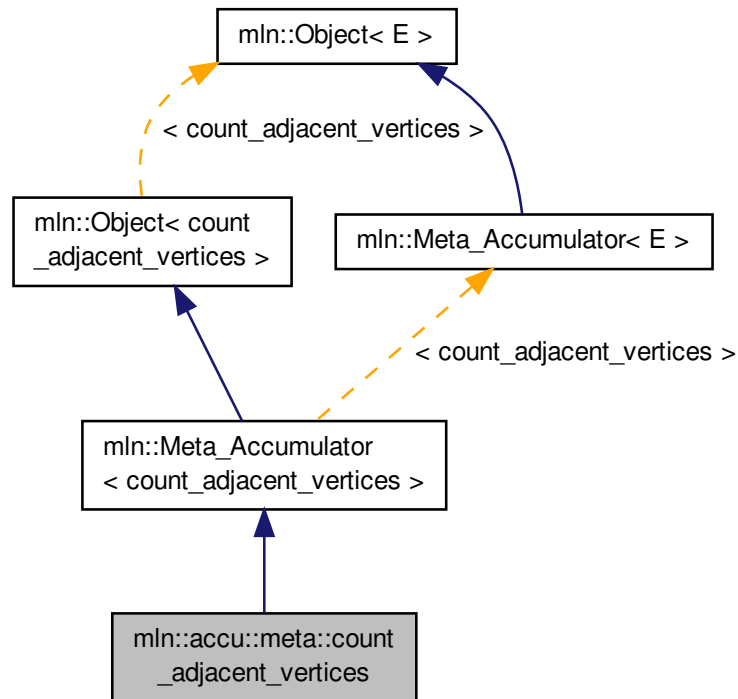 mln::Object< E >
< count_adjacent_vertices >
mln::Object< count
_adjacent_vertices >
mln::Meta_Accumulator< E >
< count_adjacent_vertices >
mln::Meta_Accumulator
< count_adjacent_vertices >
mln::accu::meta::count
_adjacent_vertices